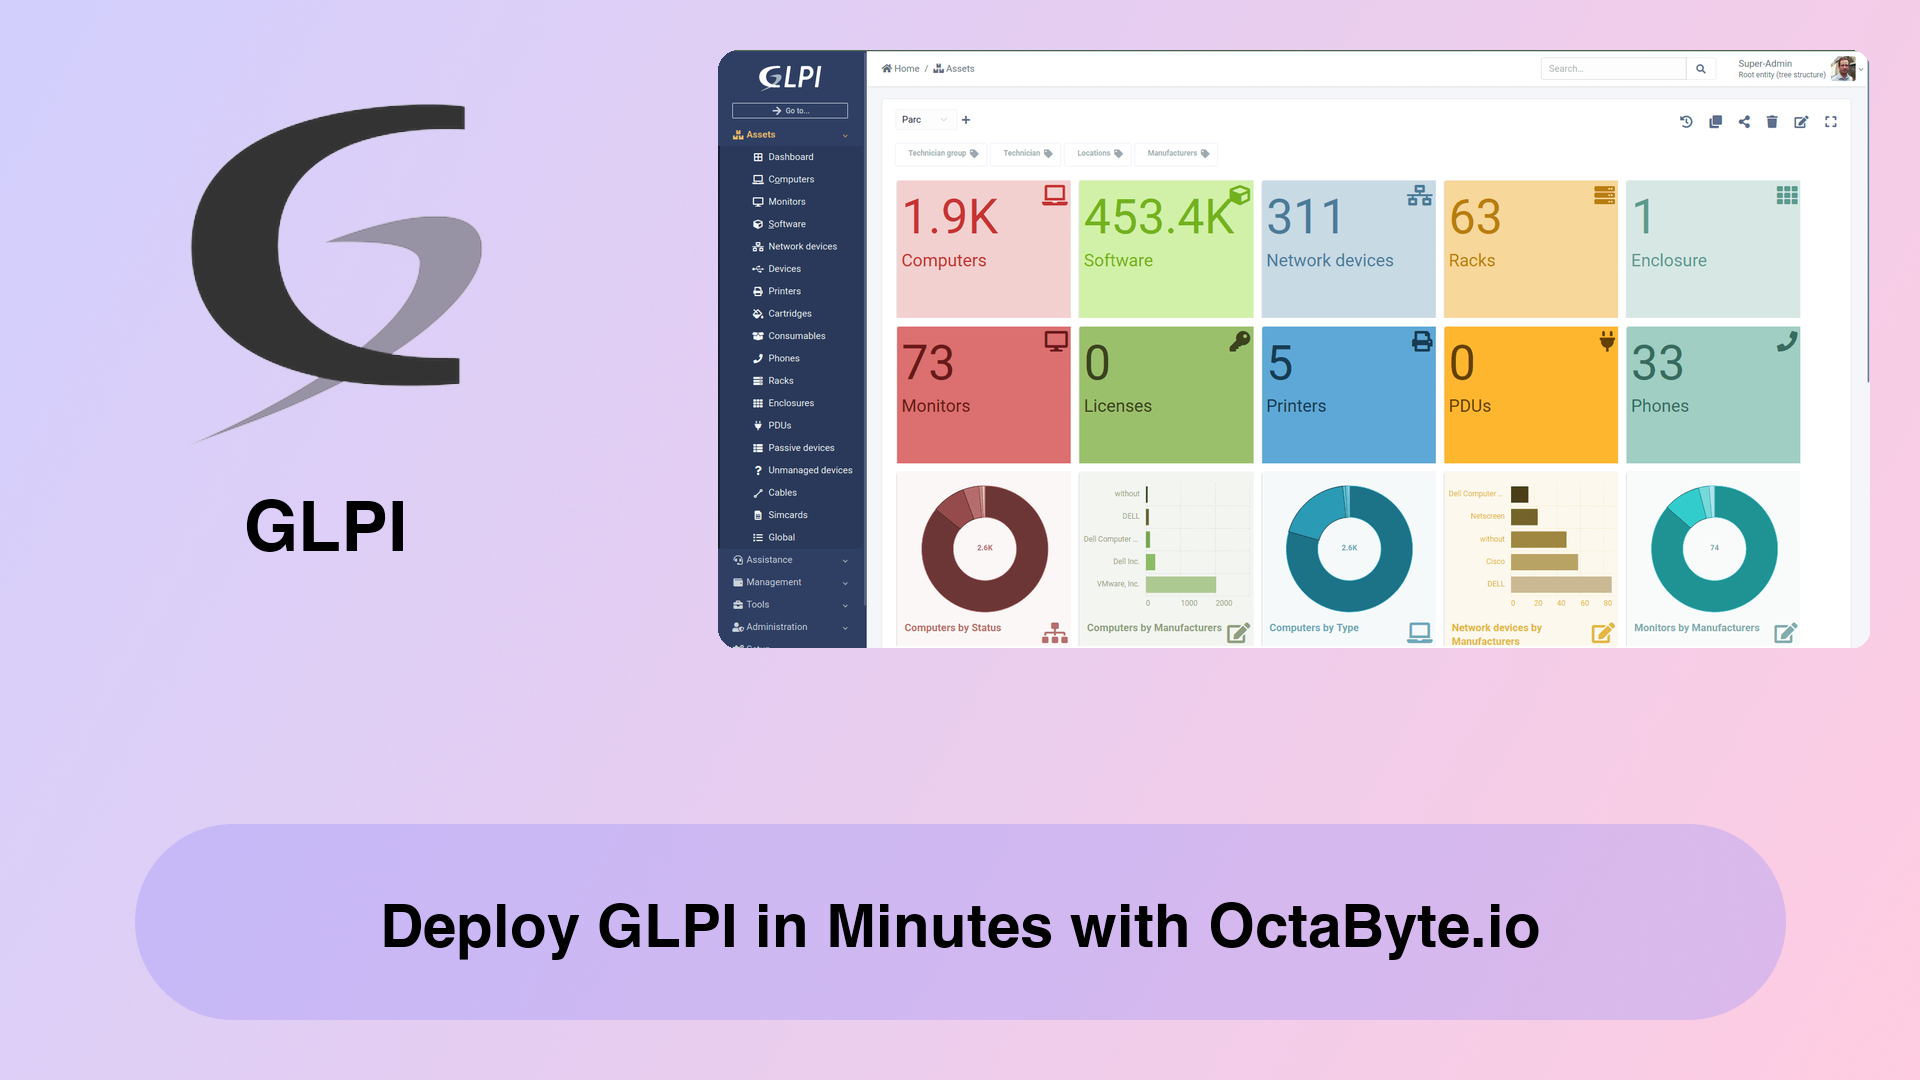 GLPI
GLPI
Go to...
Assets
Dashboard
Computers
Monitors
Software
Network devices
Devices
Printers
Cartridges
Consumables
Phones
Racks
Enclosures
PDUs
Passive devices
Unmanaged devices
Cables
Simcards
Global
Assistance
Management
Tools
Administration
Home / Assets
Search...
Super-Admin
Root entity (tree structure)
Parc
Technician group
Technician
Locations
Manufacturers
1.9K
Computers
453.4K
Software
311
Network devices
63
Racks
1
Enclosure
73
Monitors
0
Licenses
5
Printers
0
PDUs
33
Phones
2.6K
Computers by Status
without
DELL
Dell Computer ...
Dell Inc.
VMware, Inc.
0 1000 2000
Computers by Manufacturers
2.6K
Computers by Type
Dell Computer ...
Netscreen
without
Cisco
DELL
0 20 40 60 80
Network devices by
Manufacturers
74
Monitors by Manufacturers
Deploy GLPI in Minutes with OctaByte.io